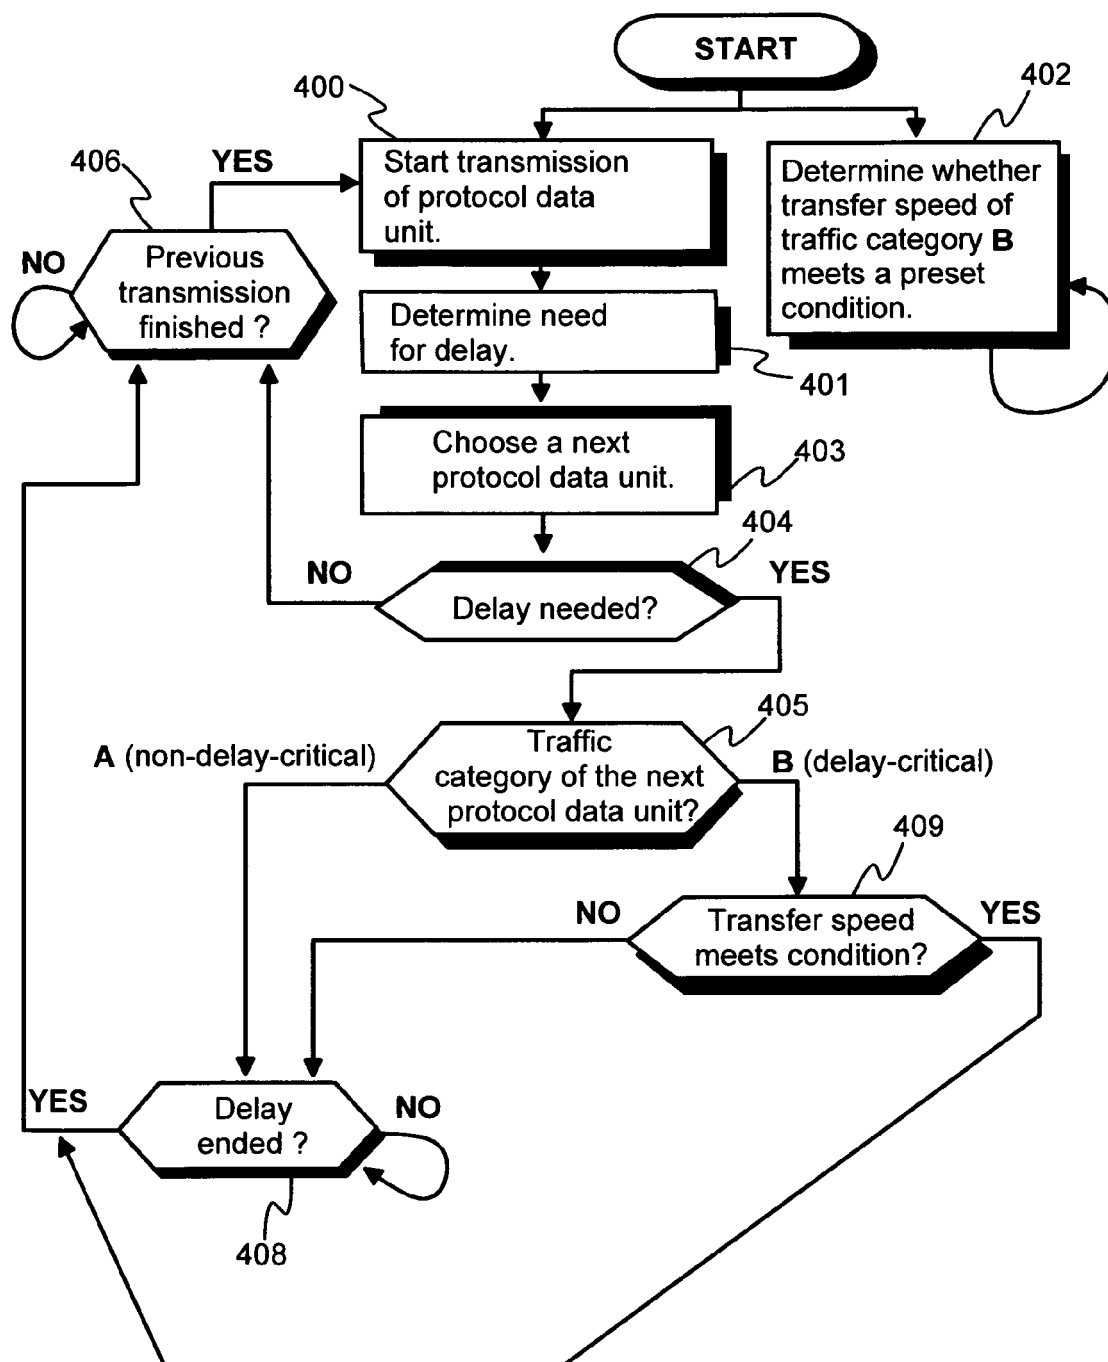 START
400
402
Start transmission
of protocol data
unit.
Determine whether
transfer speed of
traffic category B
meets a preset
condition.
406
YES
NO
Previous
transmission
finished ?
Determine need
for delay.
401
Choose a next
protocol data unit.
403
404
NO
YES
Delay needed?
405
A (non-delay-critical)
Traffic
category of the next
protocol data unit?
B (delay-critical)
409
NO
YES
Transfer speed
meets condition?
YES
Delay
ended ?
NO
408